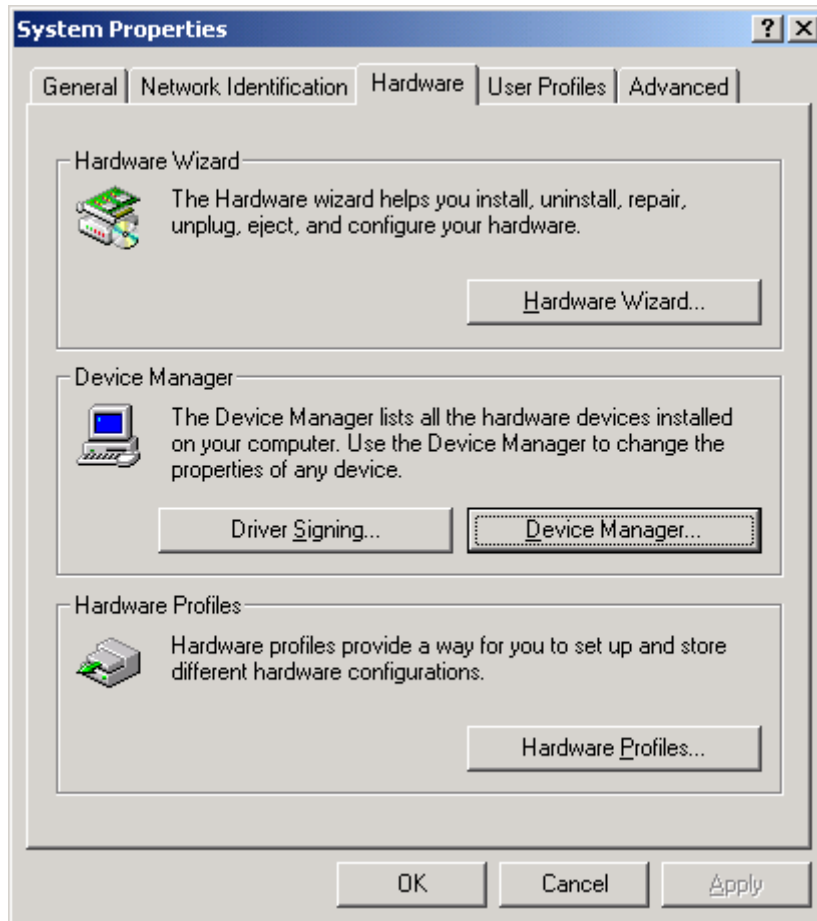 System Properties
General Network Identification Hardware User Profiles Advanced
Hardware Wizard
The Hardware wizard helps you install, uninstall, repair,
unplug, eject, and configure your hardware.
Hardware Wizard...
Device Manager
The Device Manager lists all the hardware devices installed
on your computer. Use the Device Manager to change the
properties of any device.
Driver Signing... Device Manager...
Hardware Profiles
Hardware profiles provide a way for you to set up and store
different hardware configurations.
Hardware Profiles...
OK Cancel Apply